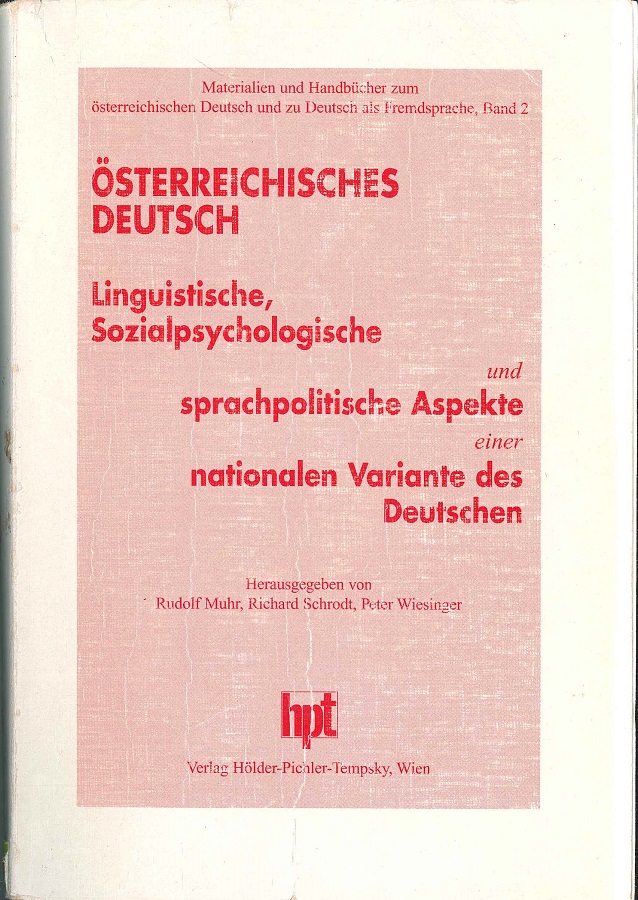 Materialien und Handbücher zum
österreichischen Deutsch und zu Deutsch als Fremdsprache, Band 2
ÖSTERREICHISCHES
DEUTSCH
Linguistische,
Sozialpsychologische
und
sprachpolitische Aspekte
einer
nationalen Variante des
Deutschen
Herausgegeben von
Rudolf Muhr, Richard Schrodt, Peter Wiesinger
hpt
Verlag Hölder-Pichler-Tempsky, Wien